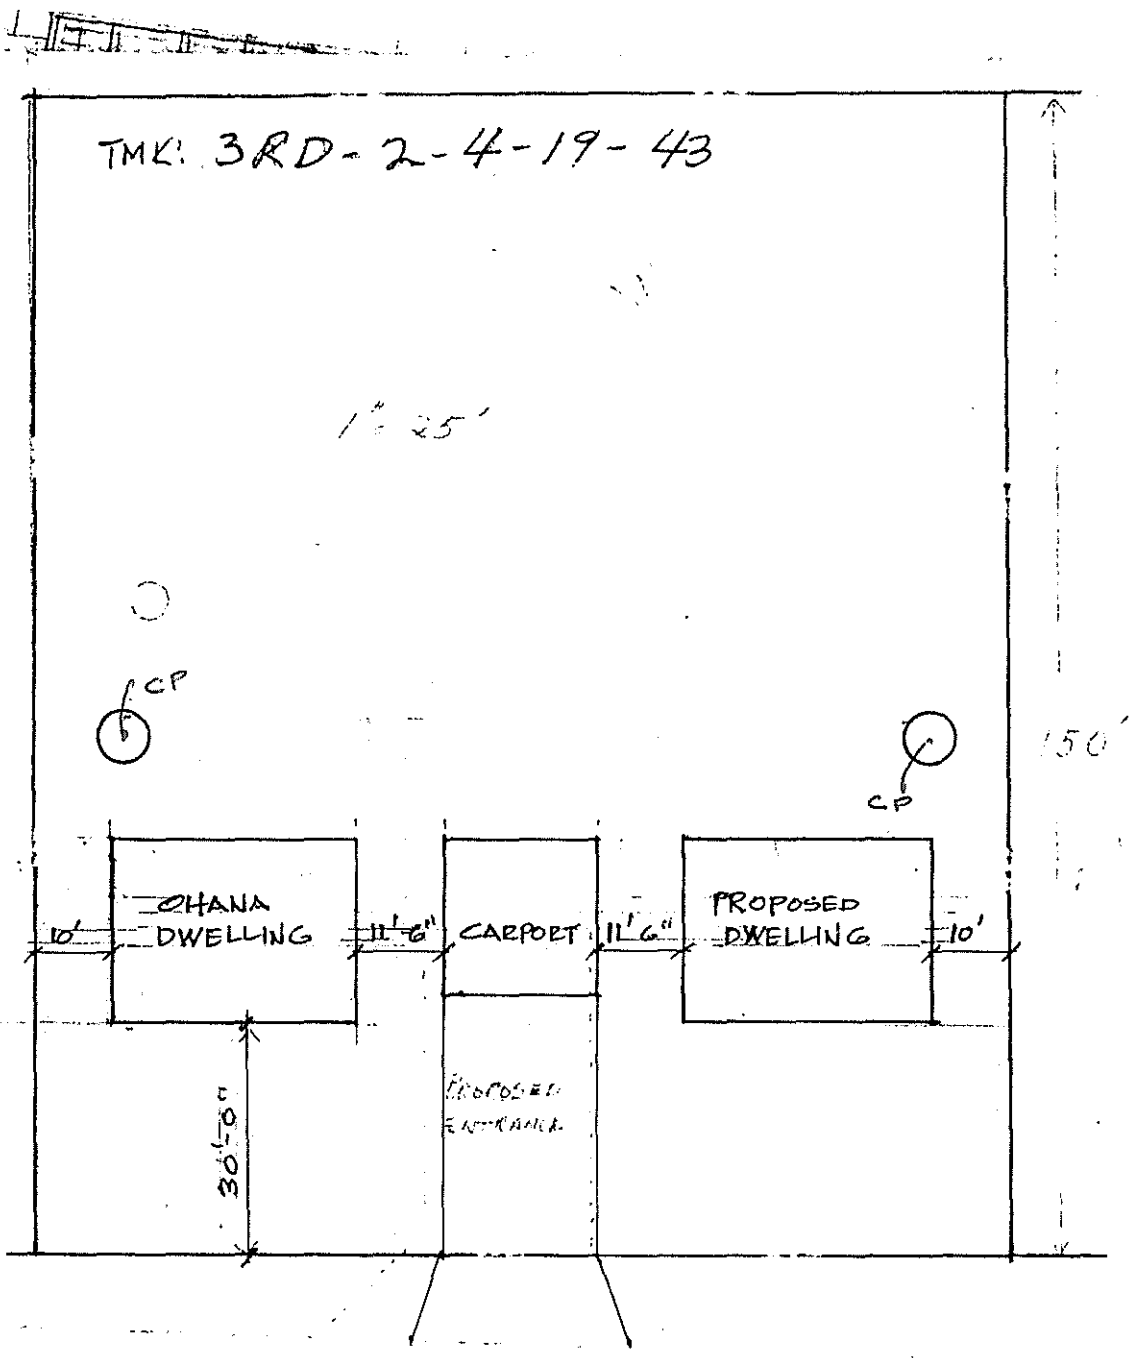 TMK: 3RD-2-4-19-43
1"= 25'
CP
150'
CP
OHANA
DWELLING
10'
11'-6"
CARPORT
11'6"
PROPOSED
DWELLING
10'
PROPOSED
ENTRANCE
30'-0"